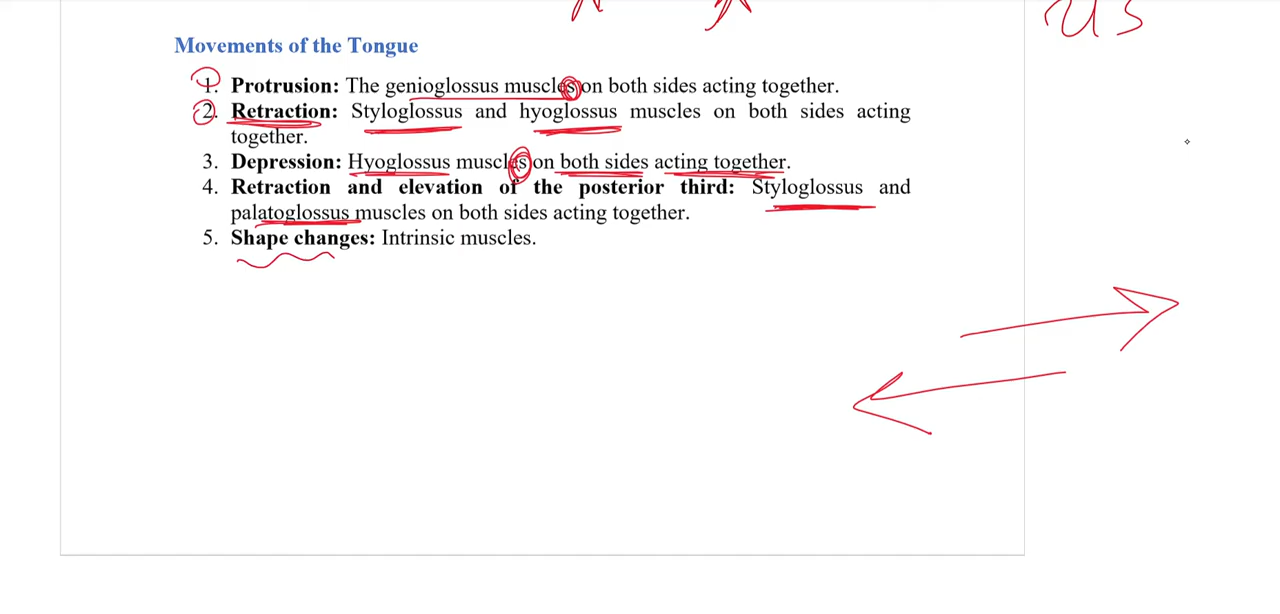 us
Movements of the Tongue
1. Protrusion: The genioglossus muscles on both sides acting together.
2. Retraction: Styloglossus and hyoglossus muscles on both sides acting
together.
3. Depression: Hyoglossus muscles on both sides acting together.
4. Retraction and elevation of the posterior third: Styloglossus and
palatoglossus muscles on both sides acting together.
5. Shape changes: Intrinsic muscles.